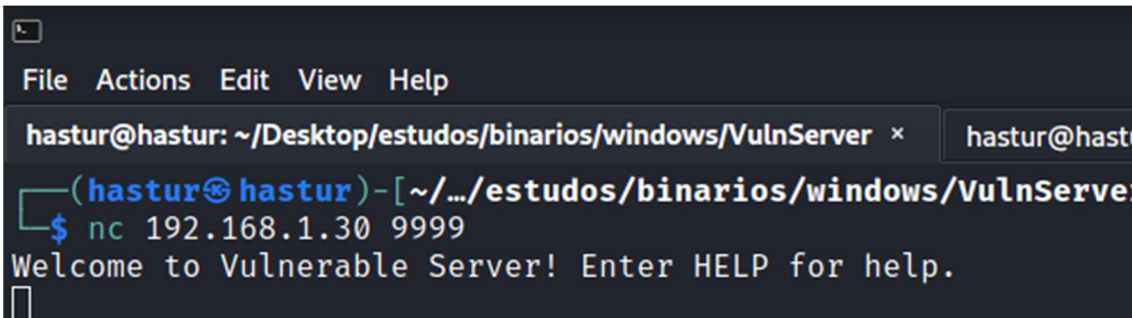 File Actions Edit View Help
hastur@hastur: ~/Desktop/estudos/binarios/windows/VulnServer × hastur@hast
┌──(hastur㉿hastur)-[~/…/estudos/binarios/windows/VulnServer
└─$ nc 192.168.1.30 9999
Welcome to Vulnerable Server! Enter HELP for help.